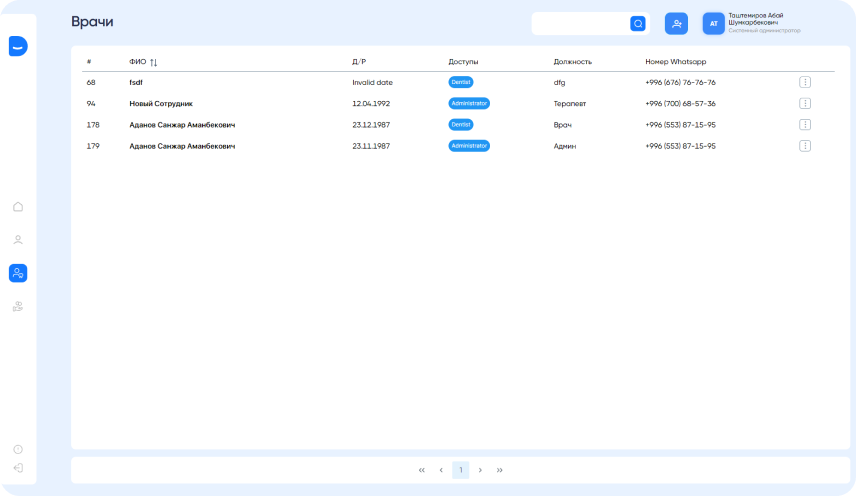 Врачи
АТ
Таштемиров Абай
Шумкарбекович
Системный администратор
# ФИО Д/Р Доступы Должность Номер Whatsapp
68 fsdf Invalid date Dentist dfg +996 (676) 76-76-76
94 Новый Сотрудник 12.04.1992 Administrator Терапевт +996 (700) 68-57-36
178 Аданов Санжар Аманбекович 23.12.1987 Dentist Врач +996 (553) 87-15-95
179 Аданов Санжар Аманбекович 23.11.1987 Administrator Админ +996 (553) 87-15-95
« ‹ 1 › »